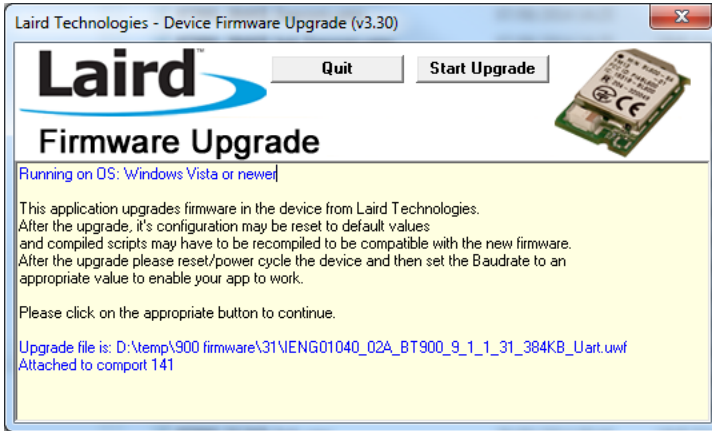 Laird Technologies - Device Firmware Upgrade (v3.30)
Laird
Quit
Start Upgrade
Firmware Upgrade
CE
Running on OS: Windows Vista or newer
This application upgrades firmware in the device from Laird Technologies.
After the upgrade, it's configuration may be reset to default values
and compiled scripts may have to be recompiled to be compatible with the new firmware.
After the upgrade please reset/power cycle the device and then set the Baudrate to an
appropriate value to enable your app to work.
Please click on the appropriate button to continue.
Upgrade file is: D:\temp\900 firmware\31\IENG01040_02A_BT900_9_1_1_31_384KB_Uart.uwf
Attached to comport 141